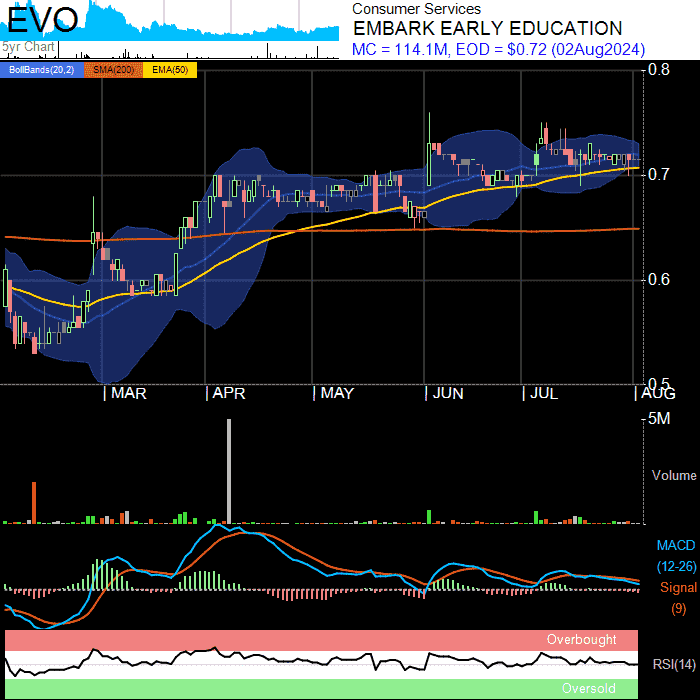 EVO
5yr Chart
Consumer Services
EMBARK EARLY EDUCATION
MC = 114.1M, EOD = $0.72 (02Aug2024)
BollBands(20,2) SMA(200) EMA(50)
0.8
0.7
0.6
0.5
| MAR | APR | MAY | JUN | JUL | AUG
5M
Volume
MACD
(12-26)
Signal
(9)
Overbought
RSI(14)
Oversold